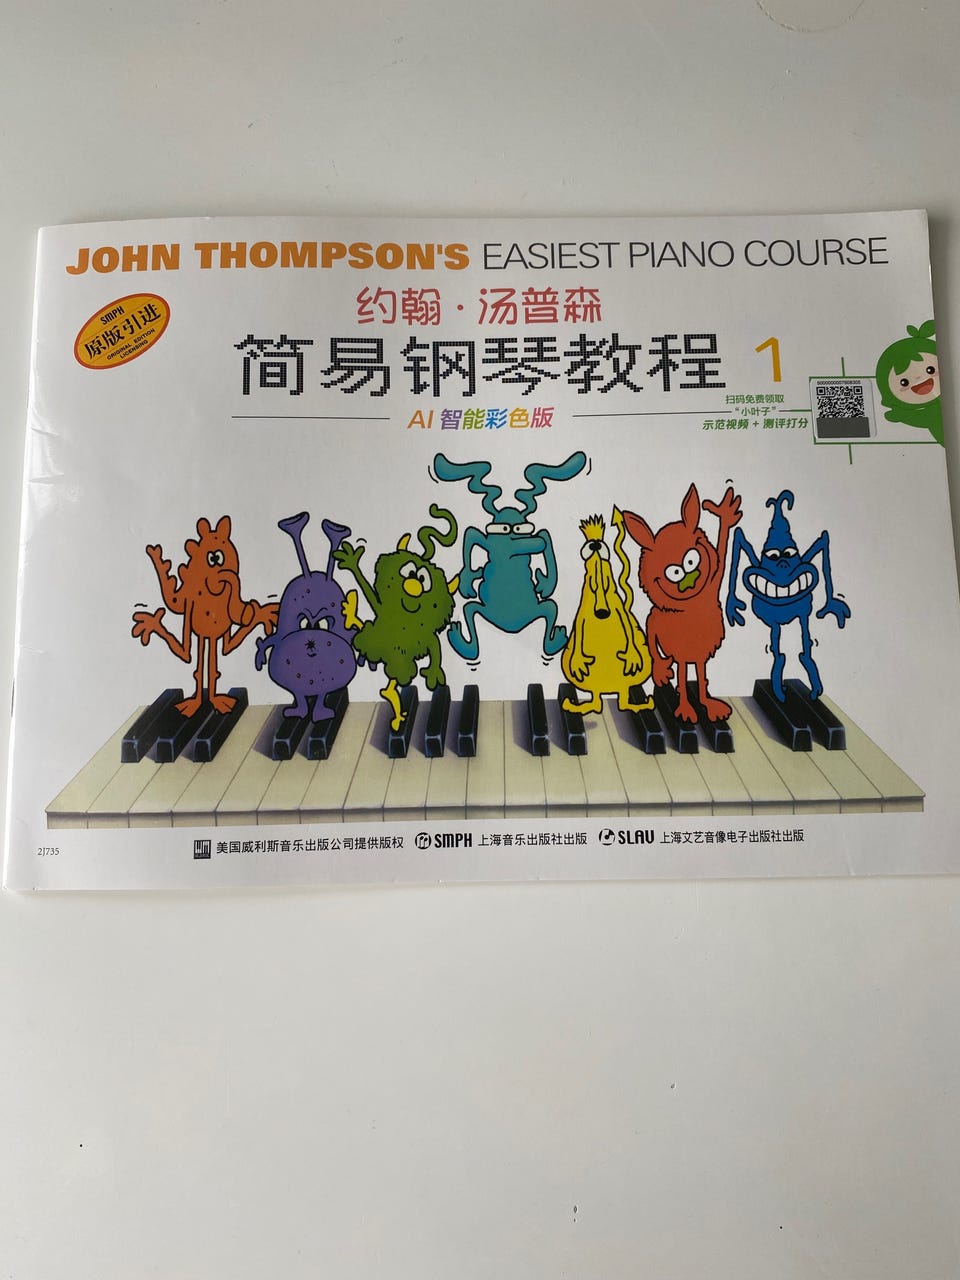 JOHN THOMPSON'S EASIEST PIANO COURSE
约翰·汤普森
SMPH
原版引进
ORIGINAL EDITION
LICENSING
简易钢琴教程 1
AI 智能彩色版
扫码免费领取
“小叶子”
示范视频 + 测评打分
2J735
美国威利斯音乐出版公司提供版权 SMPH 上海音乐出版社出版 SLAV 上海文艺音像电子出版社出版